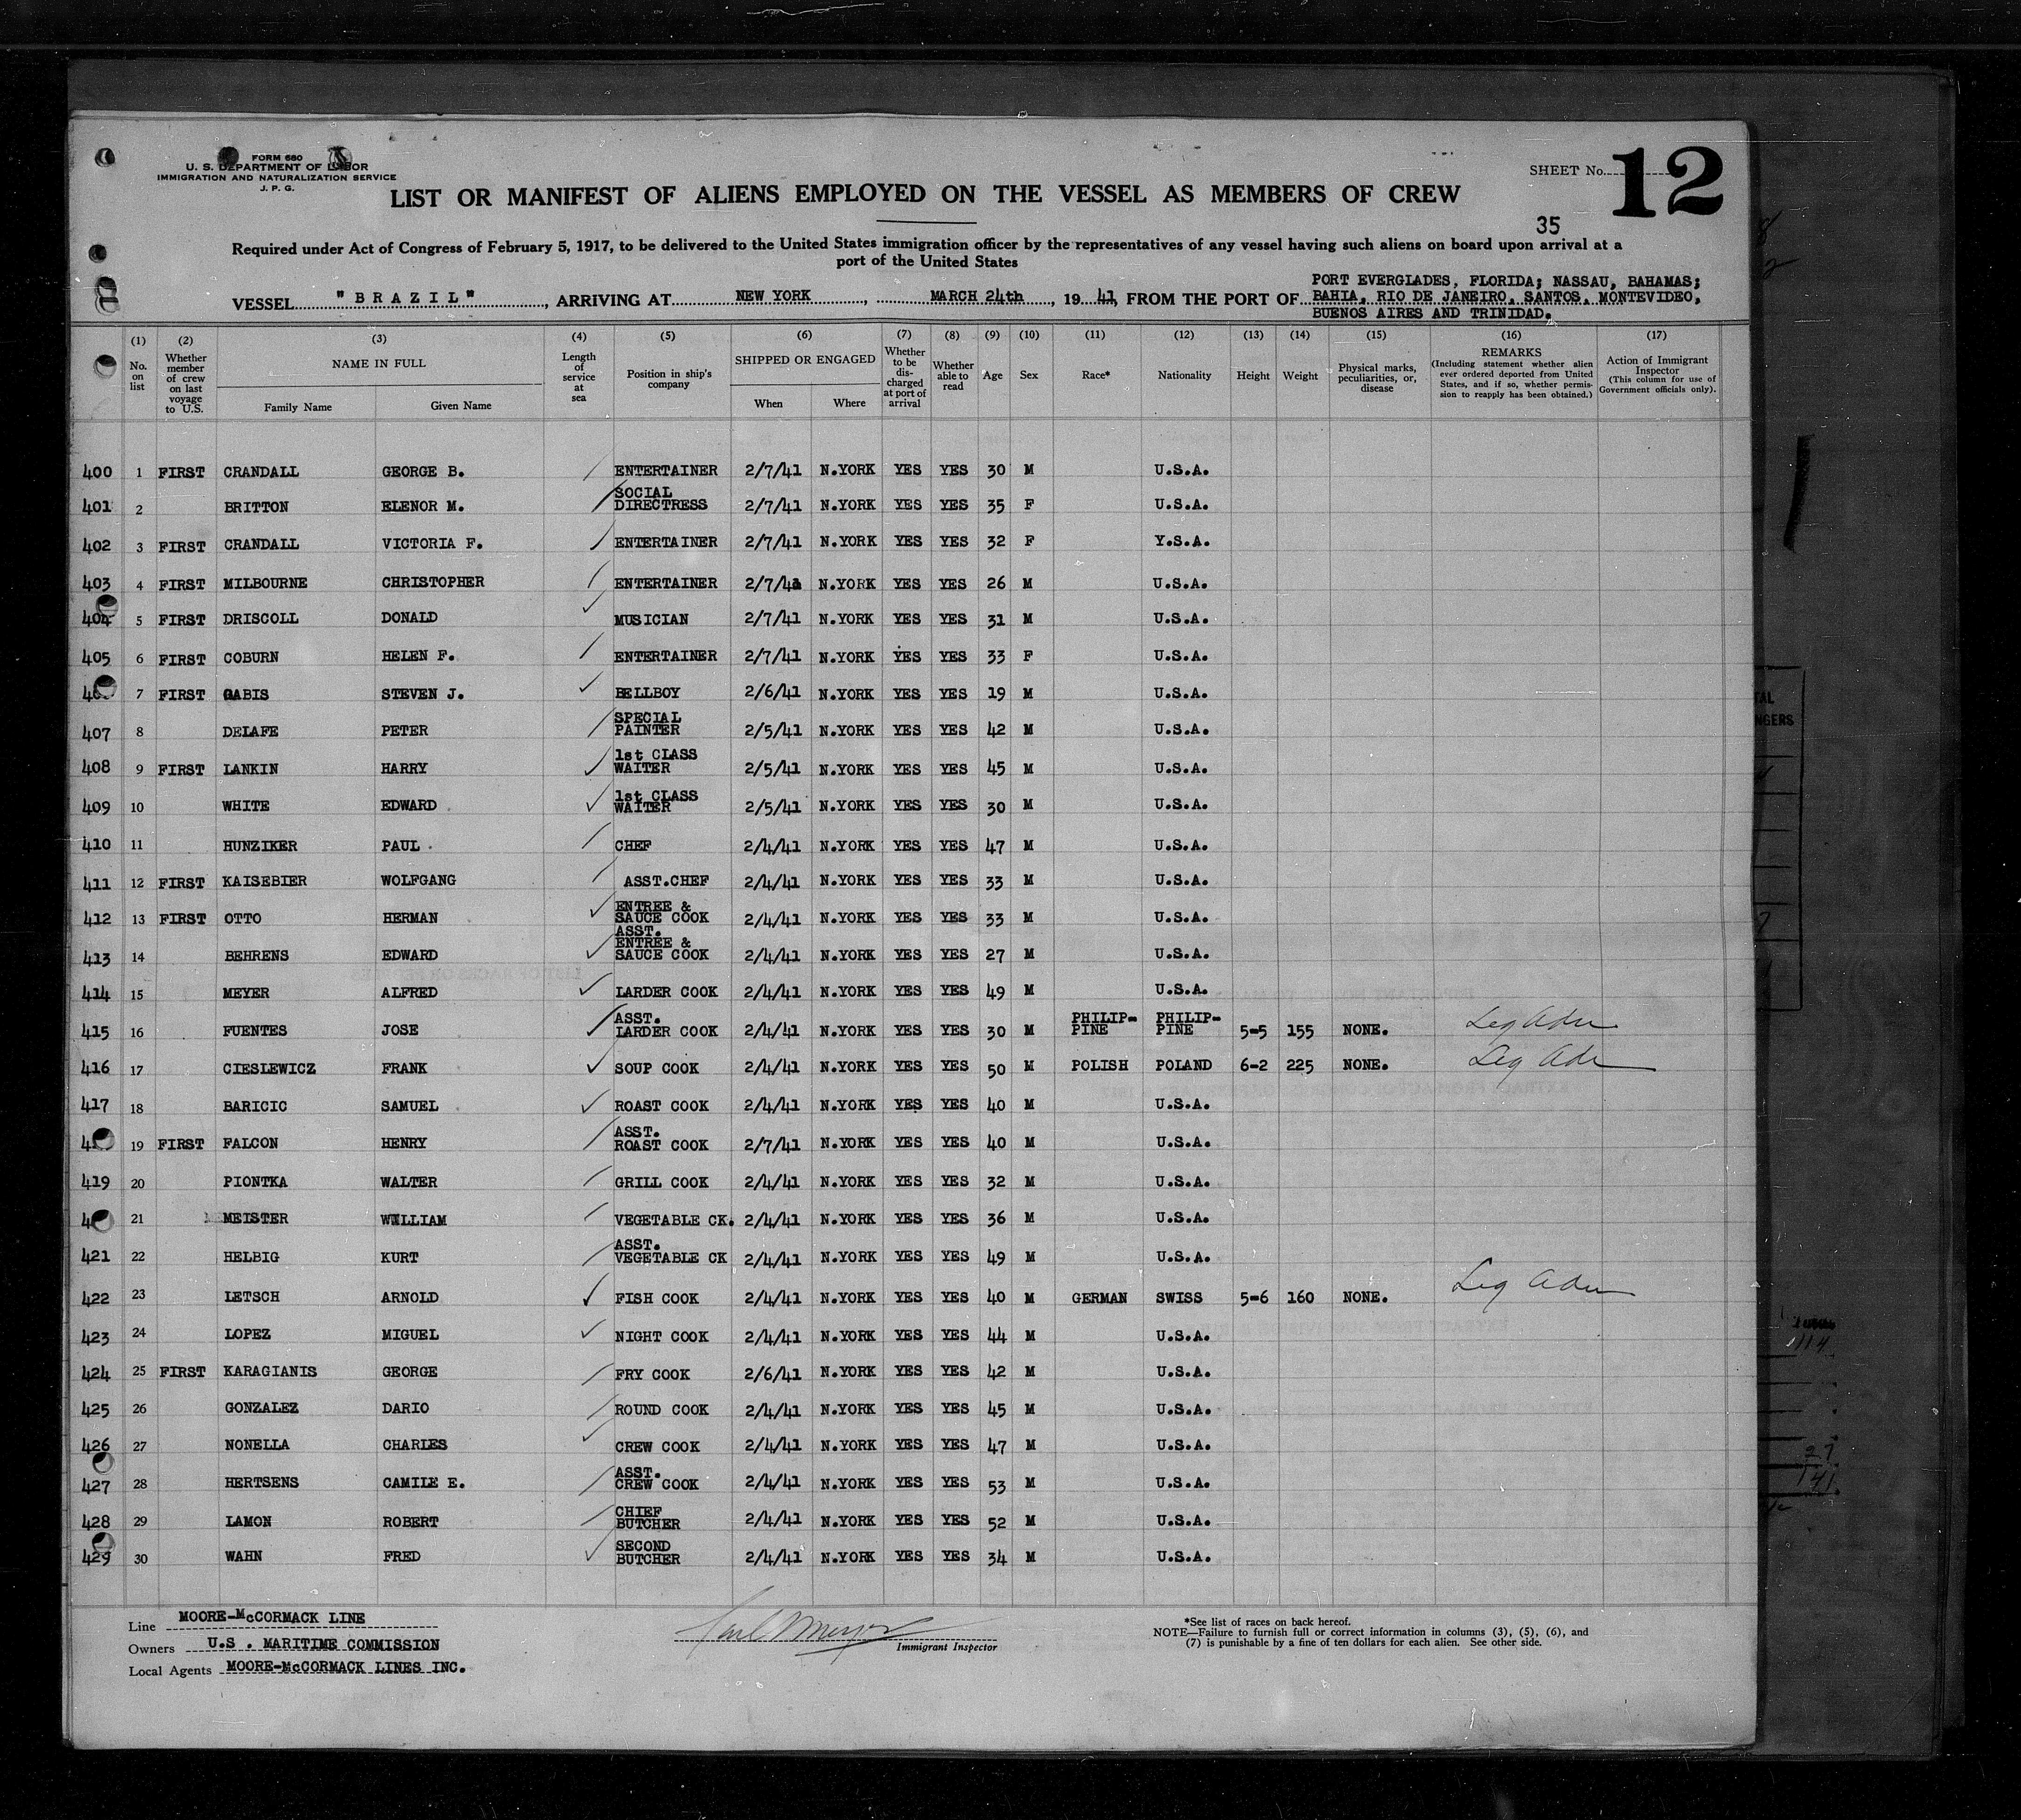 FORM 680
U. S. DEPARTMENT OF LABOR
IMMIGRATION AND NATURALIZATION SERVICE
J. P. G.
SHEET No. 12
LIST OR MANIFEST OF ALIENS EMPLOYED ON THE VESSEL AS MEMBERS OF CREW
35
Required under Act of Congress of February 5, 1917, to be delivered to the United States immigration officer by the representatives of any vessel having such aliens on board upon arrival at a
port of the United States
VESSEL "BRAZIL", ARRIVING AT NEW YORK, MARCH 24th, 1941, FROM THE PORT OF PORT EVERGLADES, FLORIDA; NASSAU, BAHAMAS;
BAHIA, RIO DE JANEIRO, SANTOS, MONTEVIDEO,
BUENOS AIRES AND TRINIDAD.
(1) (2) (3) (4) (5) (6) (7) (8) (9) (10) (11) (12) (13) (14) (15) (16) (17)
No. on list
Whether member of crew on last voyage to U.S.
NAME IN FULL
Family Name
Given Name
Length of service at sea
Position in ship's company
SHIPPED OR ENGAGED
When
Where
Whether to be discharged at port of arrival
Whether able to read
Age
Sex
Race*
Nationality
Height
Weight
Physical marks, peculiarities, or, disease
REMARKS
(Including statement whether alien ever ordered deported from United States, and if so, whether permission to reapply has been obtained.)
Action of Immigrant Inspector
(This column for use of Government officials only).
400 1 FIRST CRANDALL GEORGE B. ENTERTAINER 2/7/41 N.YORK YES YES 30 M U.S.A.
401 2 BRITTON ELENOR M. SOCIAL DIRECTRESS 2/7/41 N.YORK YES YES 35 F U.S.A.
402 3 FIRST CRANDALL VICTORIA F. ENTERTAINER 2/7/41 N.YORK YES YES 32 F Y.S.A.
403 4 FIRST MILBOURNE CHRISTOPHER ENTERTAINER 2/7/41 N.YORK YES YES 26 M U.S.A.
404 5 FIRST DRISCOLL DONALD MUSICIAN 2/7/41 N.YORK YES YES 31 M U.S.A.
405 6 FIRST COBURN HELEN F. ENTERTAINER 2/7/41 N.YORK YES YES 33 F U.S.A.
7 FIRST GABIS STEVEN J. BELLBOY 2/6/41 N.YORK YES YES 19 M U.S.A.
407 8 DELAFE PETER SPECIAL PAINTER 2/5/41 N.YORK YES YES 42 M U.S.A.
408 9 FIRST LANKIN HARRY 1st CLASS WAITER 2/5/41 N.YORK YES YES 45 M U.S.A.
409 10 WHITE EDWARD 1st CLASS WAITER 2/5/41 N.YORK YES YES 30 M U.S.A.
410 11 HUNZIKER PAUL CHEF 2/4/41 N.YORK YES YES 47 M U.S.A.
411 12 FIRST KAISEBIER WOLFGANG ASST.CHEF 2/4/41 N.YORK YES YES 33 M U.S.A.
412 13 FIRST OTTO HERMAN ENTREE & SAUCE COOK 2/4/41 N.YORK YES YES 33 M U.S.A.
413 14 BEHRENS EDWARD ASST. ENTREE & SAUCE COOK 2/4/41 N.YORK YES YES 27 M U.S.A.
414 15 MEYER ALFRED LARDER COOK 2/4/41 N.YORK YES YES 49 M U.S.A.
415 16 FUENTES JOSE ASST. LARDER COOK 2/4/41 N.YORK YES YES 30 M PHILIP-PINE PHILIP-PINE 5-5 155 NONE. Leg Adm
416 17 CIESLEWICZ FRANK SOUP COOK 2/4/41 N.YORK YES YES 50 M POLISH POLAND 6-2 225 NONE. Leg Adm
417 18 BARICIC SAMUEL ROAST COOK 2/4/41 N.YORK YES YES 40 M U.S.A.
19 FIRST FALCON HENRY ASST. ROAST COOK 2/7/41 N.YORK YES YES 40 M U.S.A.
419 20 PIONTKA WALTER GRILL COOK 2/4/41 N.YORK YES YES 32 M U.S.A.
21 MEISTER WILLIAM VEGETABLE CK. 2/4/41 N.YORK YES YES 36 M U.S.A.
421 22 HELBIG KURT ASST. VEGETABLE CK 2/4/41 N.YORK YES YES 49 M U.S.A.
422 23 LETSCH ARNOLD FISH COOK 2/4/41 N.YORK YES YES 40 M GERMAN SWISS 5-6 160 NONE. Leg Adm
423 24 LOPEZ MIGUEL NIGHT COOK 2/4/41 N.YORK YES YES 44 M U.S.A.
424 25 FIRST KARAGIANIS GEORGE FRY COOK 2/6/41 N.YORK YES YES 42 M U.S.A.
425 26 GONZALEZ DARIO ROUND COOK 2/4/41 N.YORK YES YES 45 M U.S.A.
426 27 NONELLA CHARLES CREW COOK 2/4/41 N.YORK YES YES 47 M U.S.A.
427 28 HERTSENS CAMILE E. ASST. CREW COOK 2/4/41 N.YORK YES YES 53 M U.S.A.
428 29 LAMON ROBERT CHIEF BUTCHER 2/4/41 N.YORK YES YES 52 M U.S.A.
429 30 WAHN FRED SECOND BUTCHER 2/4/41 N.YORK YES YES 34 M U.S.A.
Line MOORE-McCORMACK LINE
Owners U.S. MARITIME COMMISSION
Local Agents MOORE-McCORMACK LINES INC.
Immigrant Inspector
*See list of races on back hereof.
NOTE—Failure to furnish full or correct information in columns (3), (5), (6), and
(7) is punishable by a fine of ten dollars for each alien. See other side.